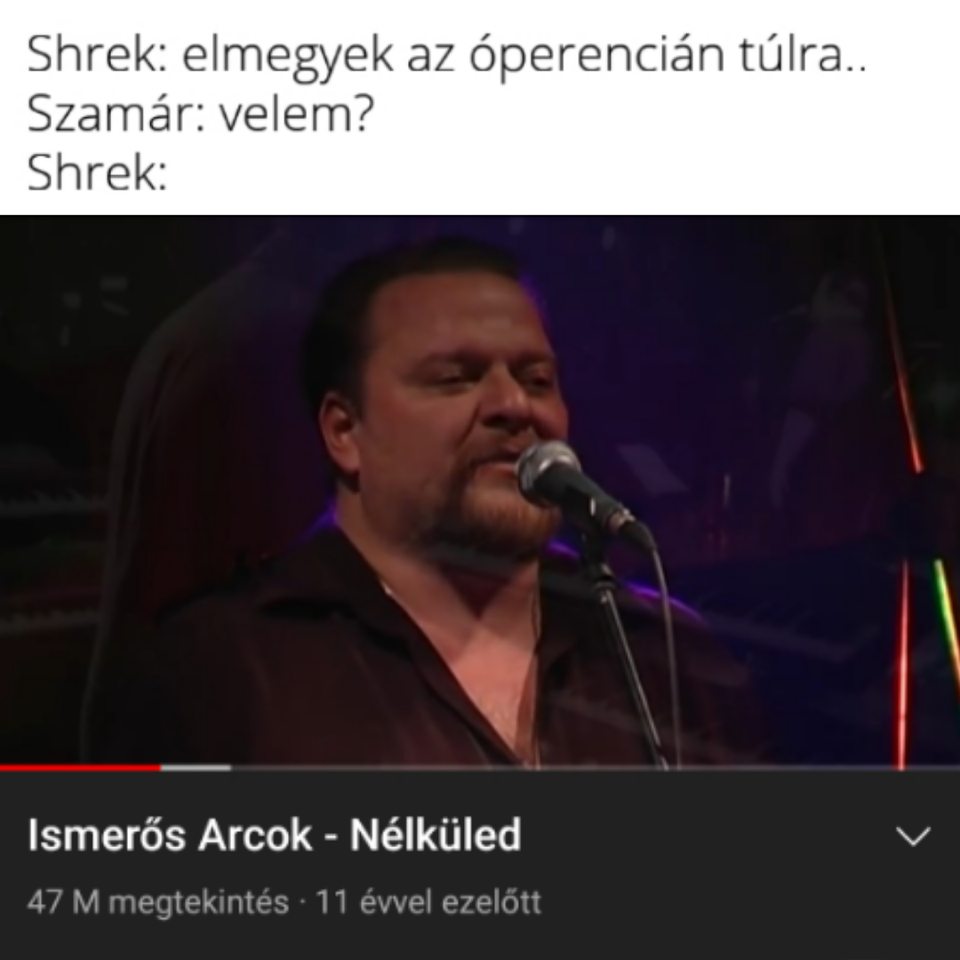 Shrek: elmegyek az óperencián túlra..
Szamár: velem?
Shrek:
Ismerős Arcok - Nélküled
47 M megtekintés · 11 évvel ezelőtt